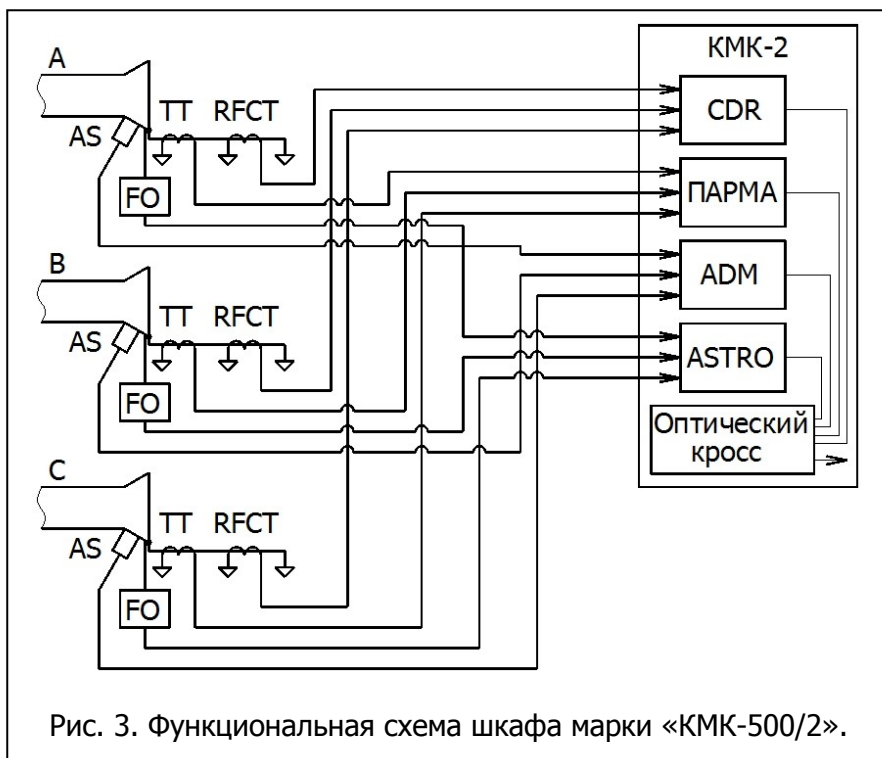 A
TT RFCT
AS
FO
B
TT RFCT
AS
FO
C
TT RFCT
AS
FO
КМК-2
CDR
ПАРМА
ADM
ASTRO
Оптический
кросс
Рис. 3. Функциональная схема шкафа марки «КМК-500/2».